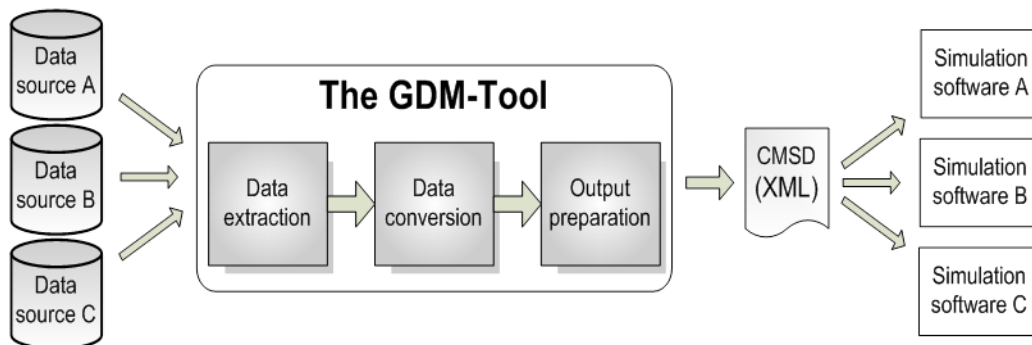 Data
source A
Data
source B
Data
source C
The GDM-Tool
Data
extraction
Data
conversion
Output
preparation
CMSD
(XML)
Simulation
software A
Simulation
software B
Simulation
software C